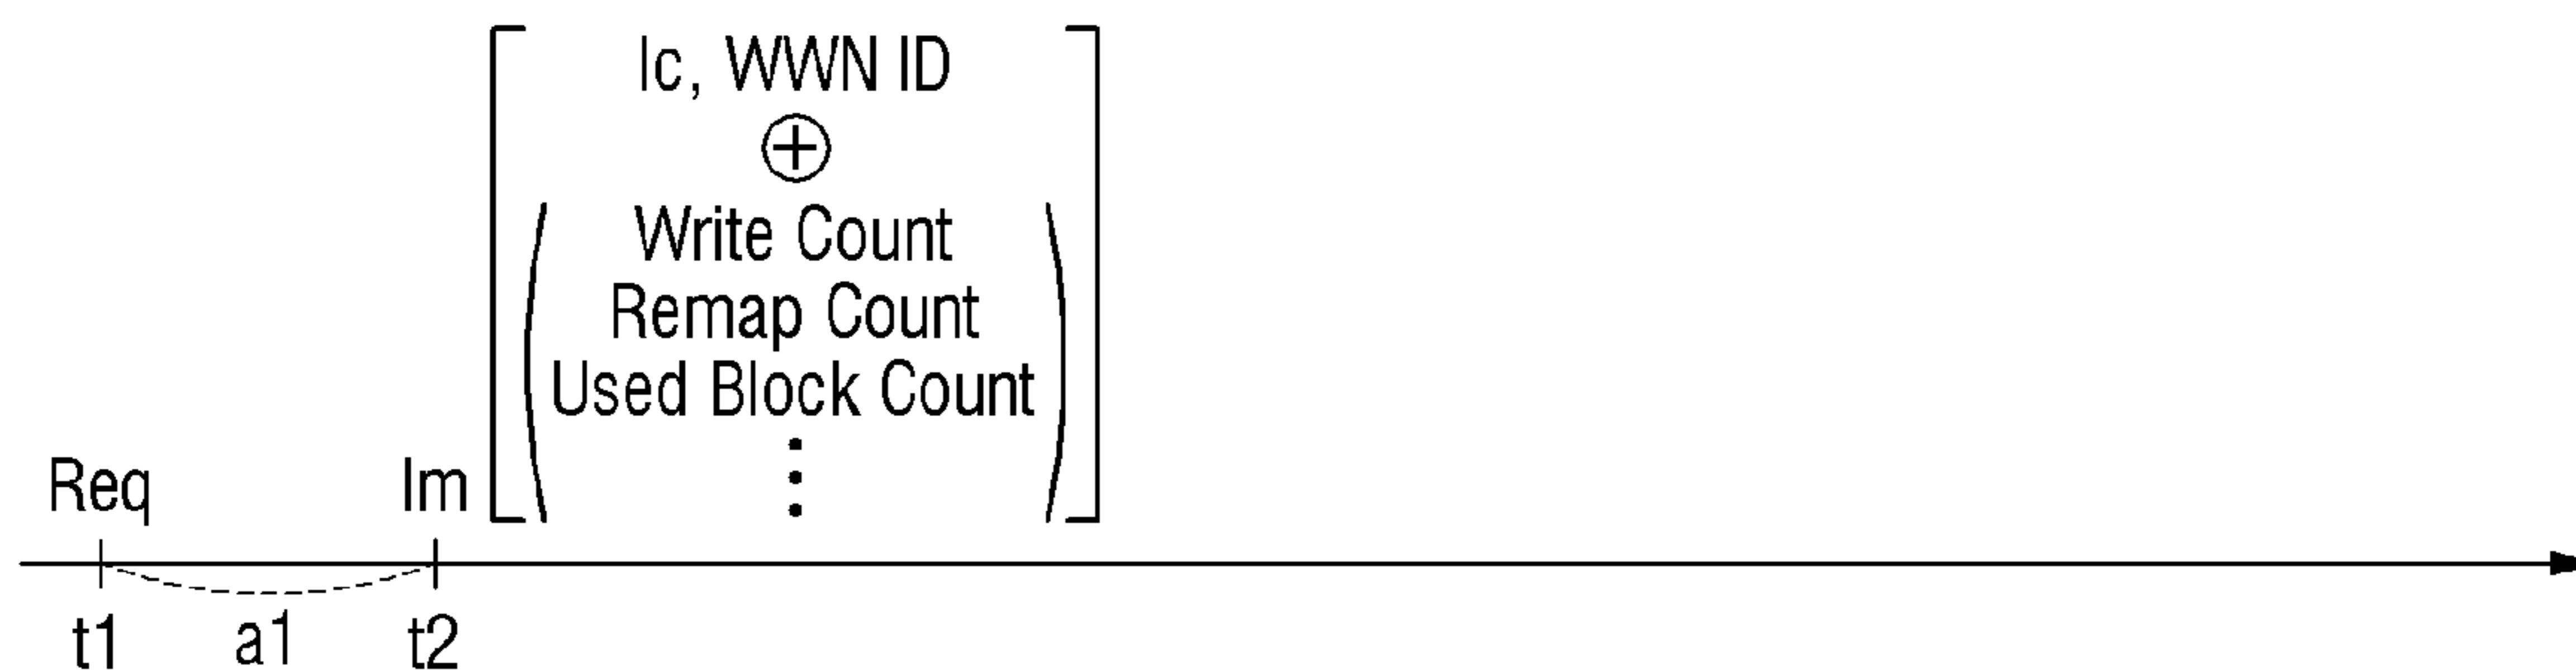 Ic, WWN ID
⊕
Write Count
Remap Count
Used Block Count
⋮
Req Im
t1 a1 t2